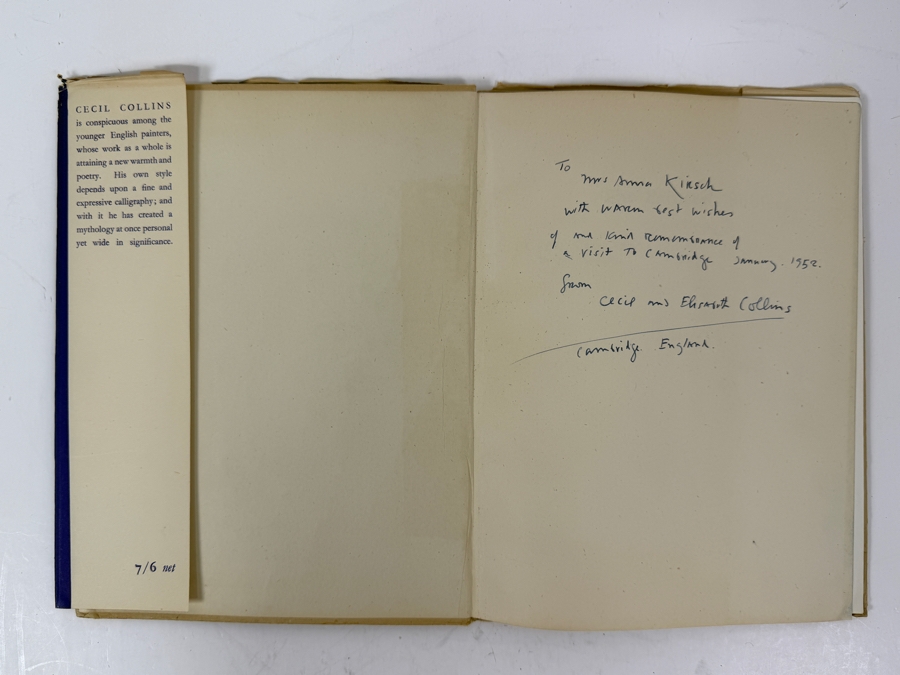 CECIL COLLINS
is conspicuous among the
younger English painters,
whose work as a whole is
attaining a new warmth and
poetry. His own style
depends upon a fine and
expressive calligraphy; and
with it he has created a
mythology at once personal
yet wide in significance.
7/6 net
To
Mrs Anna Kirsch
with warm best wishes
of and kind remembrance of
a visit to Cambridge January. 1952.
from
Cecil and Elisabeth Collins
Cambridge England.